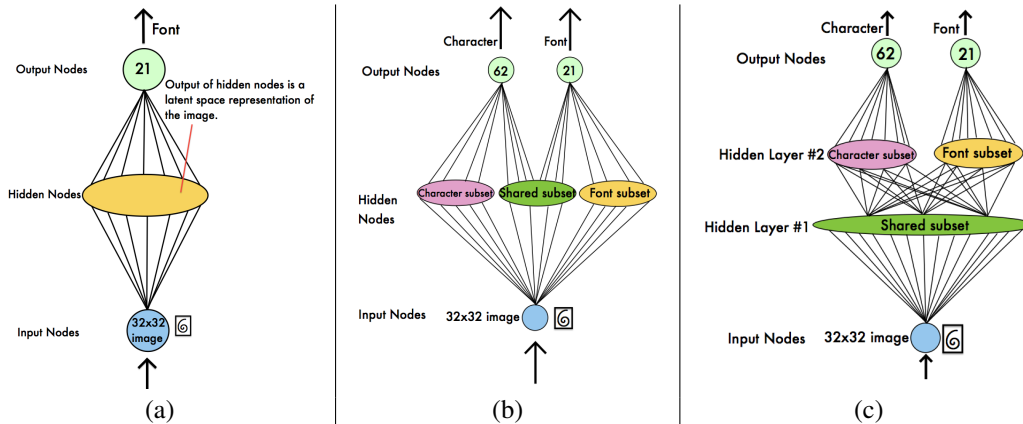 Font
Output Nodes
21
Output of hidden nodes is a
latent space representation of
the image.
Hidden Nodes
Input Nodes
32x32
image
(a)
Character
Font
Output Nodes
62
21
Hidden
Nodes
Character subset
Shared subset
Font subset
Input Nodes
32x32 image
(b)
Character
Font
Output Nodes
62
21
Hidden Layer #2
Character subset
Font subset
Hidden Layer #1
Shared subset
Input Nodes
32x32 image
(c)